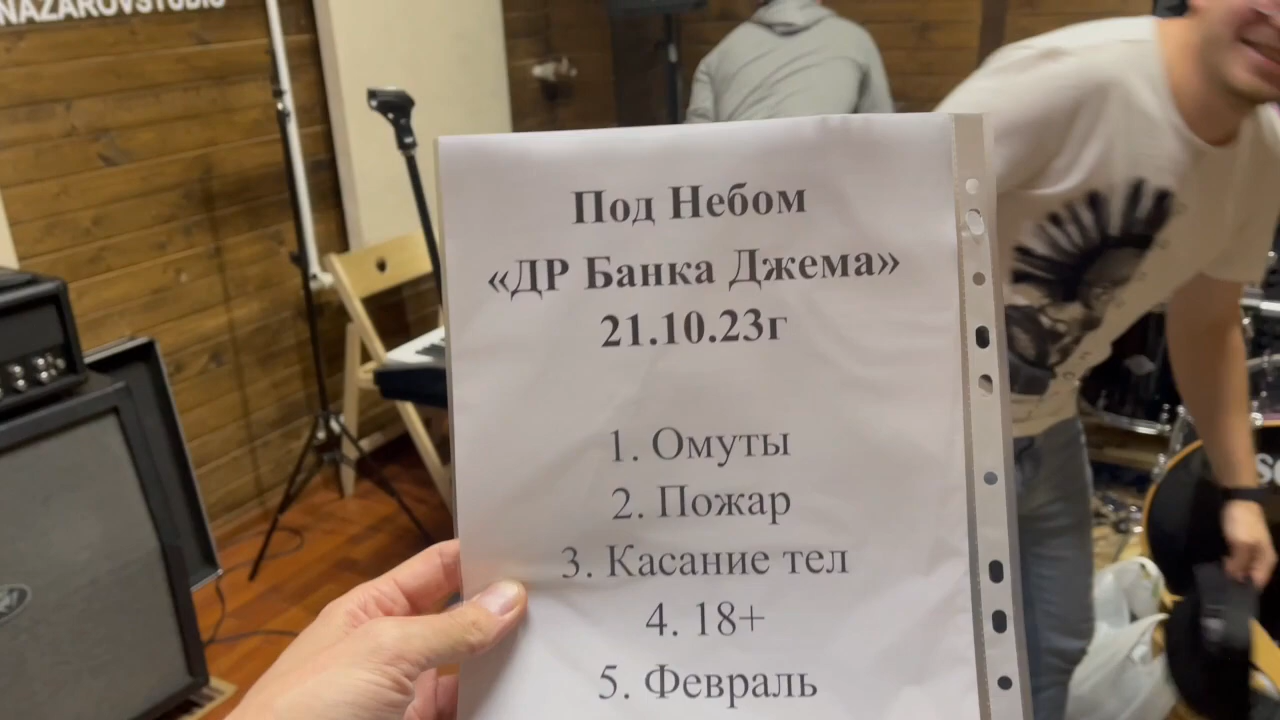 NAZAROVSTUDIO
Под Небом
«ДР Банка Джема»
21.10.23г
1. Омуты
2. Пожар
3. Касание тел
4. 18+
5. Февраль